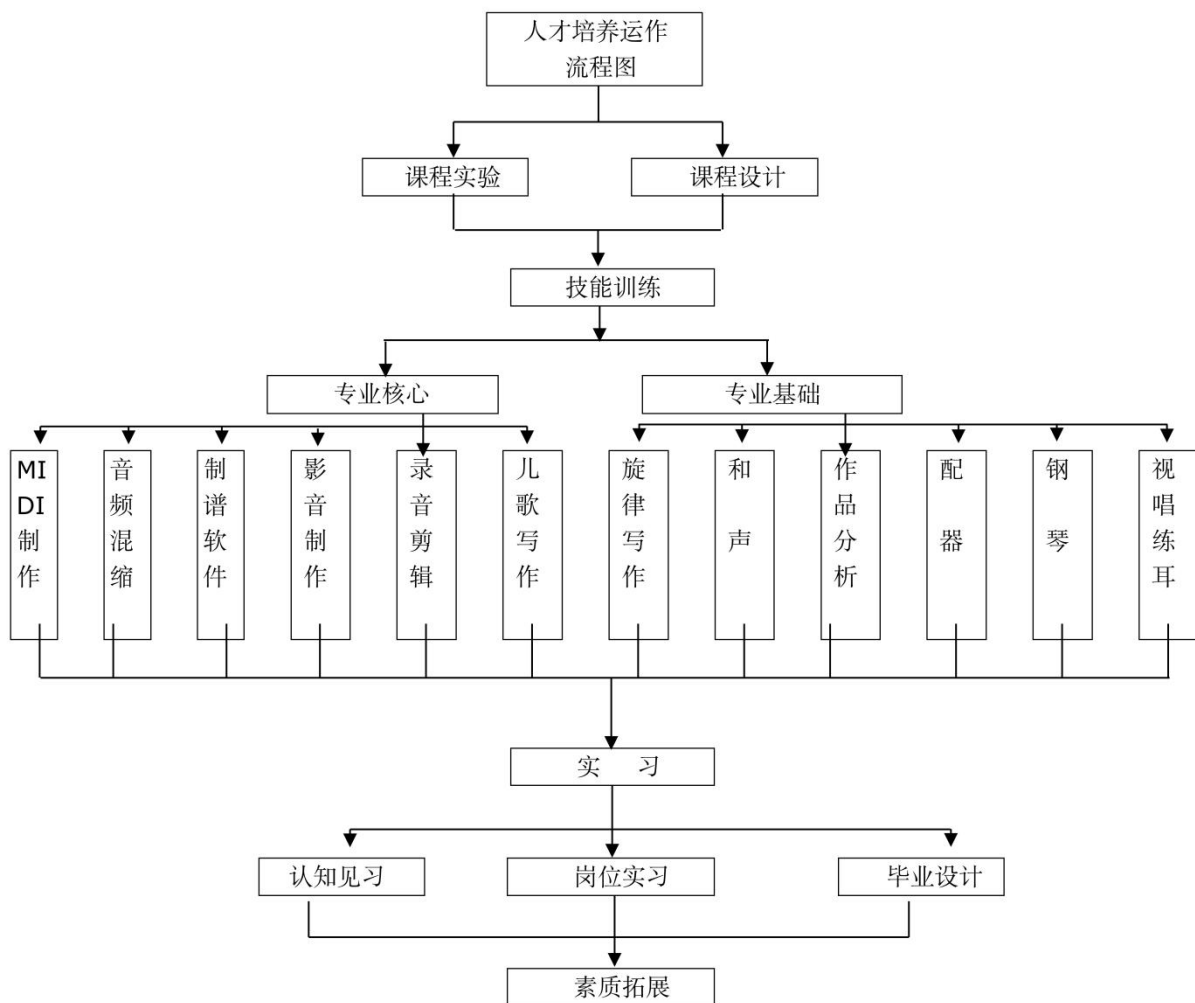 人才培养运作
流程图
课程实验
课程设计
技能训练
专业核心
专业基础
MIDI制作
音频混缩
制谱软件
影音制作
录音剪辑
儿歌写作
旋律写作
和声
作品分析
配器
钢琴
视唱练耳
实 习
认知见习
岗位实习
毕业设计
素质拓展